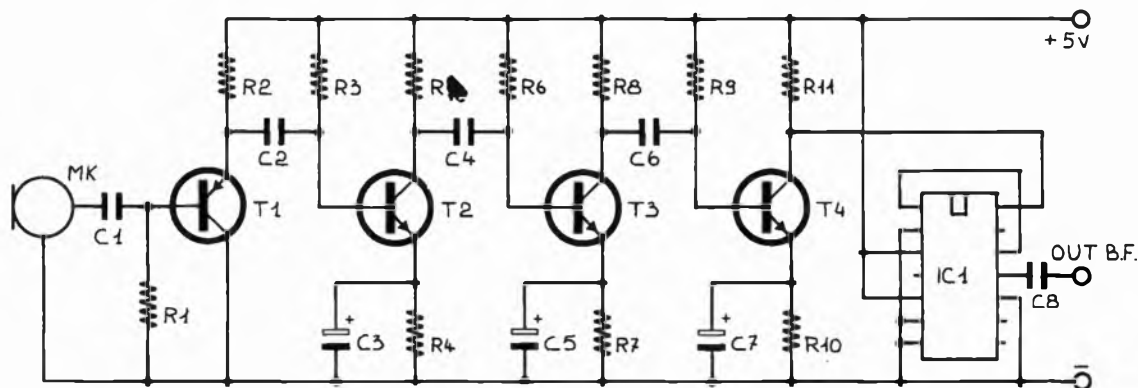 +5v
R2 R3 R6 R8 R9 R11
MK C2 C4 C6
C1 T1 T2 T3 T4
OUT B.F.
IC1
C8
R1 C3 R4 C5 R7 C7 R10
+ + +
-